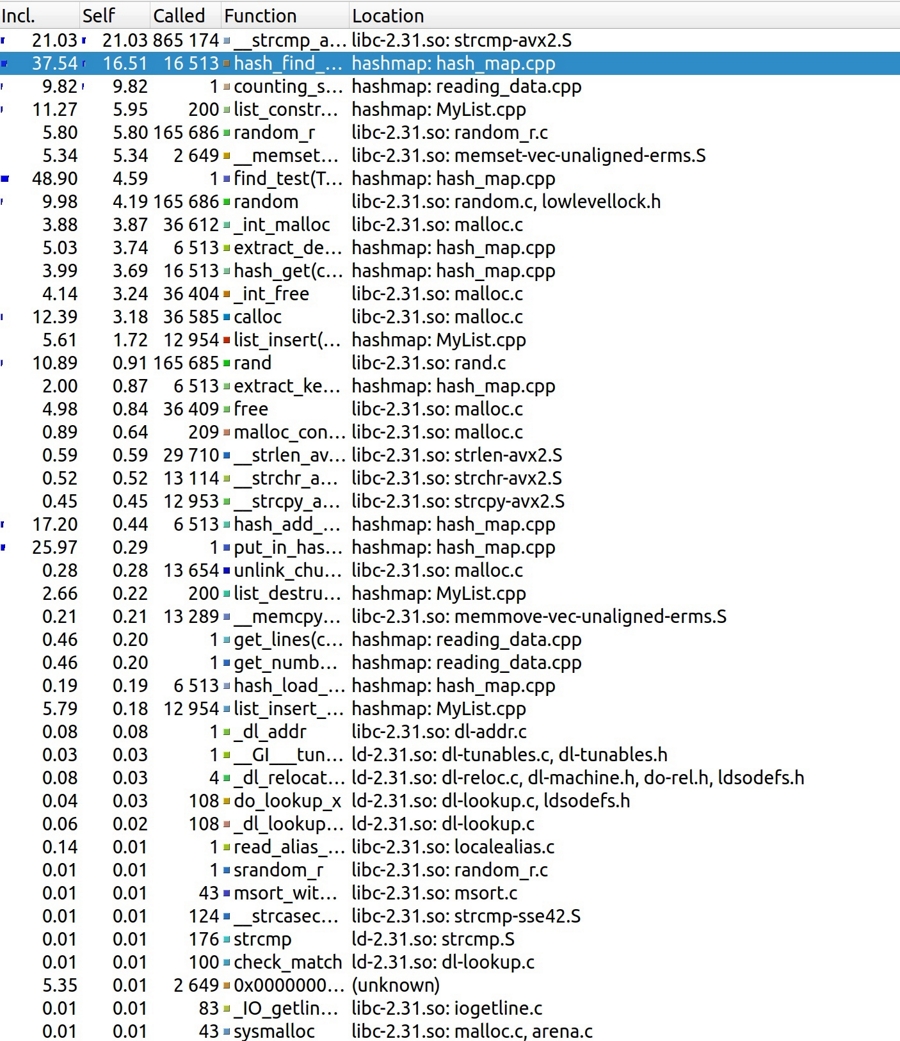 Incl. Self Called Function Location
21.03 21.03 865 174 __strcmp_a... libc-2.31.so: strcmp-avx2.S
37.54 16.51 16 513 hash_find_... hashmap: hash_map.cpp
9.82 9.82 1 counting_s... hashmap: reading_data.cpp
11.27 5.95 200 list_constr... hashmap: MyList.cpp
5.80 5.80 165 686 random_r libc-2.31.so: random_r.c
5.34 5.34 2 649 __memset... libc-2.31.so: memset-vec-unaligned-erms.S
48.90 4.59 1 find_test(T... hashmap: hash_map.cpp
9.98 4.19 165 686 random libc-2.31.so: random.c, lowlevellock.h
3.88 3.87 36 612 _int_malloc libc-2.31.so: malloc.c
5.03 3.74 6 513 extract_de... hashmap: hash_map.cpp
3.99 3.69 16 513 hash_get(c... hashmap: hash_map.cpp
4.14 3.24 36 404 _int_free libc-2.31.so: malloc.c
12.39 3.18 36 585 calloc libc-2.31.so: malloc.c
5.61 1.72 12 954 list_insert(... hashmap: MyList.cpp
10.89 0.91 165 685 rand libc-2.31.so: rand.c
2.00 0.87 6 513 extract_ke... hashmap: hash_map.cpp
4.98 0.84 36 409 free libc-2.31.so: malloc.c
0.89 0.64 209 malloc_con... libc-2.31.so: malloc.c
0.59 0.59 29 710 __strlen_av... libc-2.31.so: strlen-avx2.S
0.52 0.52 13 114 __strchr_a... libc-2.31.so: strchr-avx2.S
0.45 0.45 12 953 __strcpy_a... libc-2.31.so: strcpy-avx2.S
17.20 0.44 6 513 hash_add_... hashmap: hash_map.cpp
25.97 0.29 1 put_in_has... hashmap: hash_map.cpp
0.28 0.28 13 654 unlink_chu... libc-2.31.so: malloc.c
2.66 0.22 200 list_destru... hashmap: MyList.cpp
0.21 0.21 13 289 __memcpy... libc-2.31.so: memmove-vec-unaligned-erms.S
0.46 0.20 1 get_lines(c... hashmap: reading_data.cpp
0.46 0.20 1 get_numb... hashmap: reading_data.cpp
0.19 0.19 6 513 hash_load_... hashmap: hash_map.cpp
5.79 0.18 12 954 list_insert_... hashmap: MyList.cpp
0.08 0.08 1 _dl_addr libc-2.31.so: dl-addr.c
0.03 0.03 1 __GI___tun... ld-2.31.so: dl-tunables.c, dl-tunables.h
0.08 0.03 4 _dl_relocat... ld-2.31.so: dl-reloc.c, dl-machine.h, do-rel.h, ldsodefs.h
0.04 0.03 108 do_lookup_x ld-2.31.so: dl-lookup.c, ldsodefs.h
0.06 0.02 108 _dl_lookup... ld-2.31.so: dl-lookup.c
0.14 0.01 1 read_alias_... libc-2.31.so: localealias.c
0.01 0.01 1 srandom_r libc-2.31.so: random_r.c
0.01 0.01 43 msort_wit... libc-2.31.so: msort.c
0.01 0.01 124 __strcasec... libc-2.31.so: strcmp-sse42.S
0.01 0.01 176 strcmp ld-2.31.so: strcmp.S
0.01 0.01 100 check_match ld-2.31.so: dl-lookup.c
5.35 0.01 2 649 0x0000000... (unknown)
0.01 0.01 83 _IO_getlin... libc-2.31.so: iogetline.c
0.01 0.01 43 sysmalloc libc-2.31.so: malloc.c, arena.c